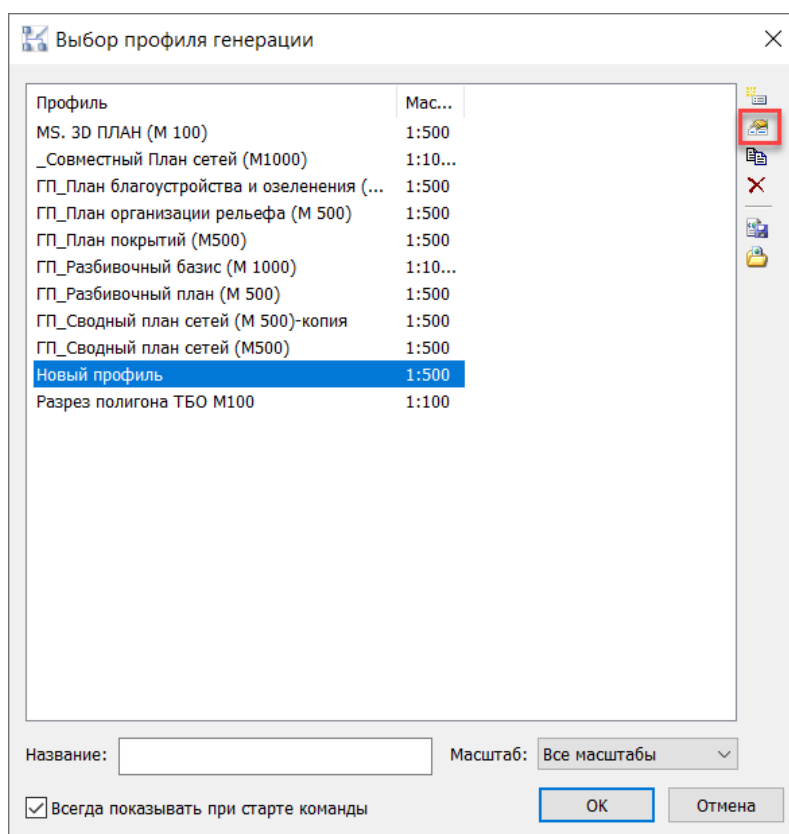 Выбор профиля генерации
Профиль Мас...
MS. 3D ПЛАН (М 100) 1:500
_Совместный План сетей (М1000) 1:10...
ГП_План благоустройства и озеленения (... 1:500
ГП_План организации рельефа (М 500) 1:500
ГП_План покрытий (М500) 1:500
ГП_Разбивочный базис (М 1000) 1:10...
ГП_Разбивочный план (М 500) 1:500
ГП_Сводный план сетей (М 500)-копия 1:500
ГП_Сводный план сетей (М500) 1:500
Новый профиль 1:500
Разрез полигона ТБО М100 1:100
Название: Масштаб: Все масштабы
Всегда показывать при старте команды ОК Отмена